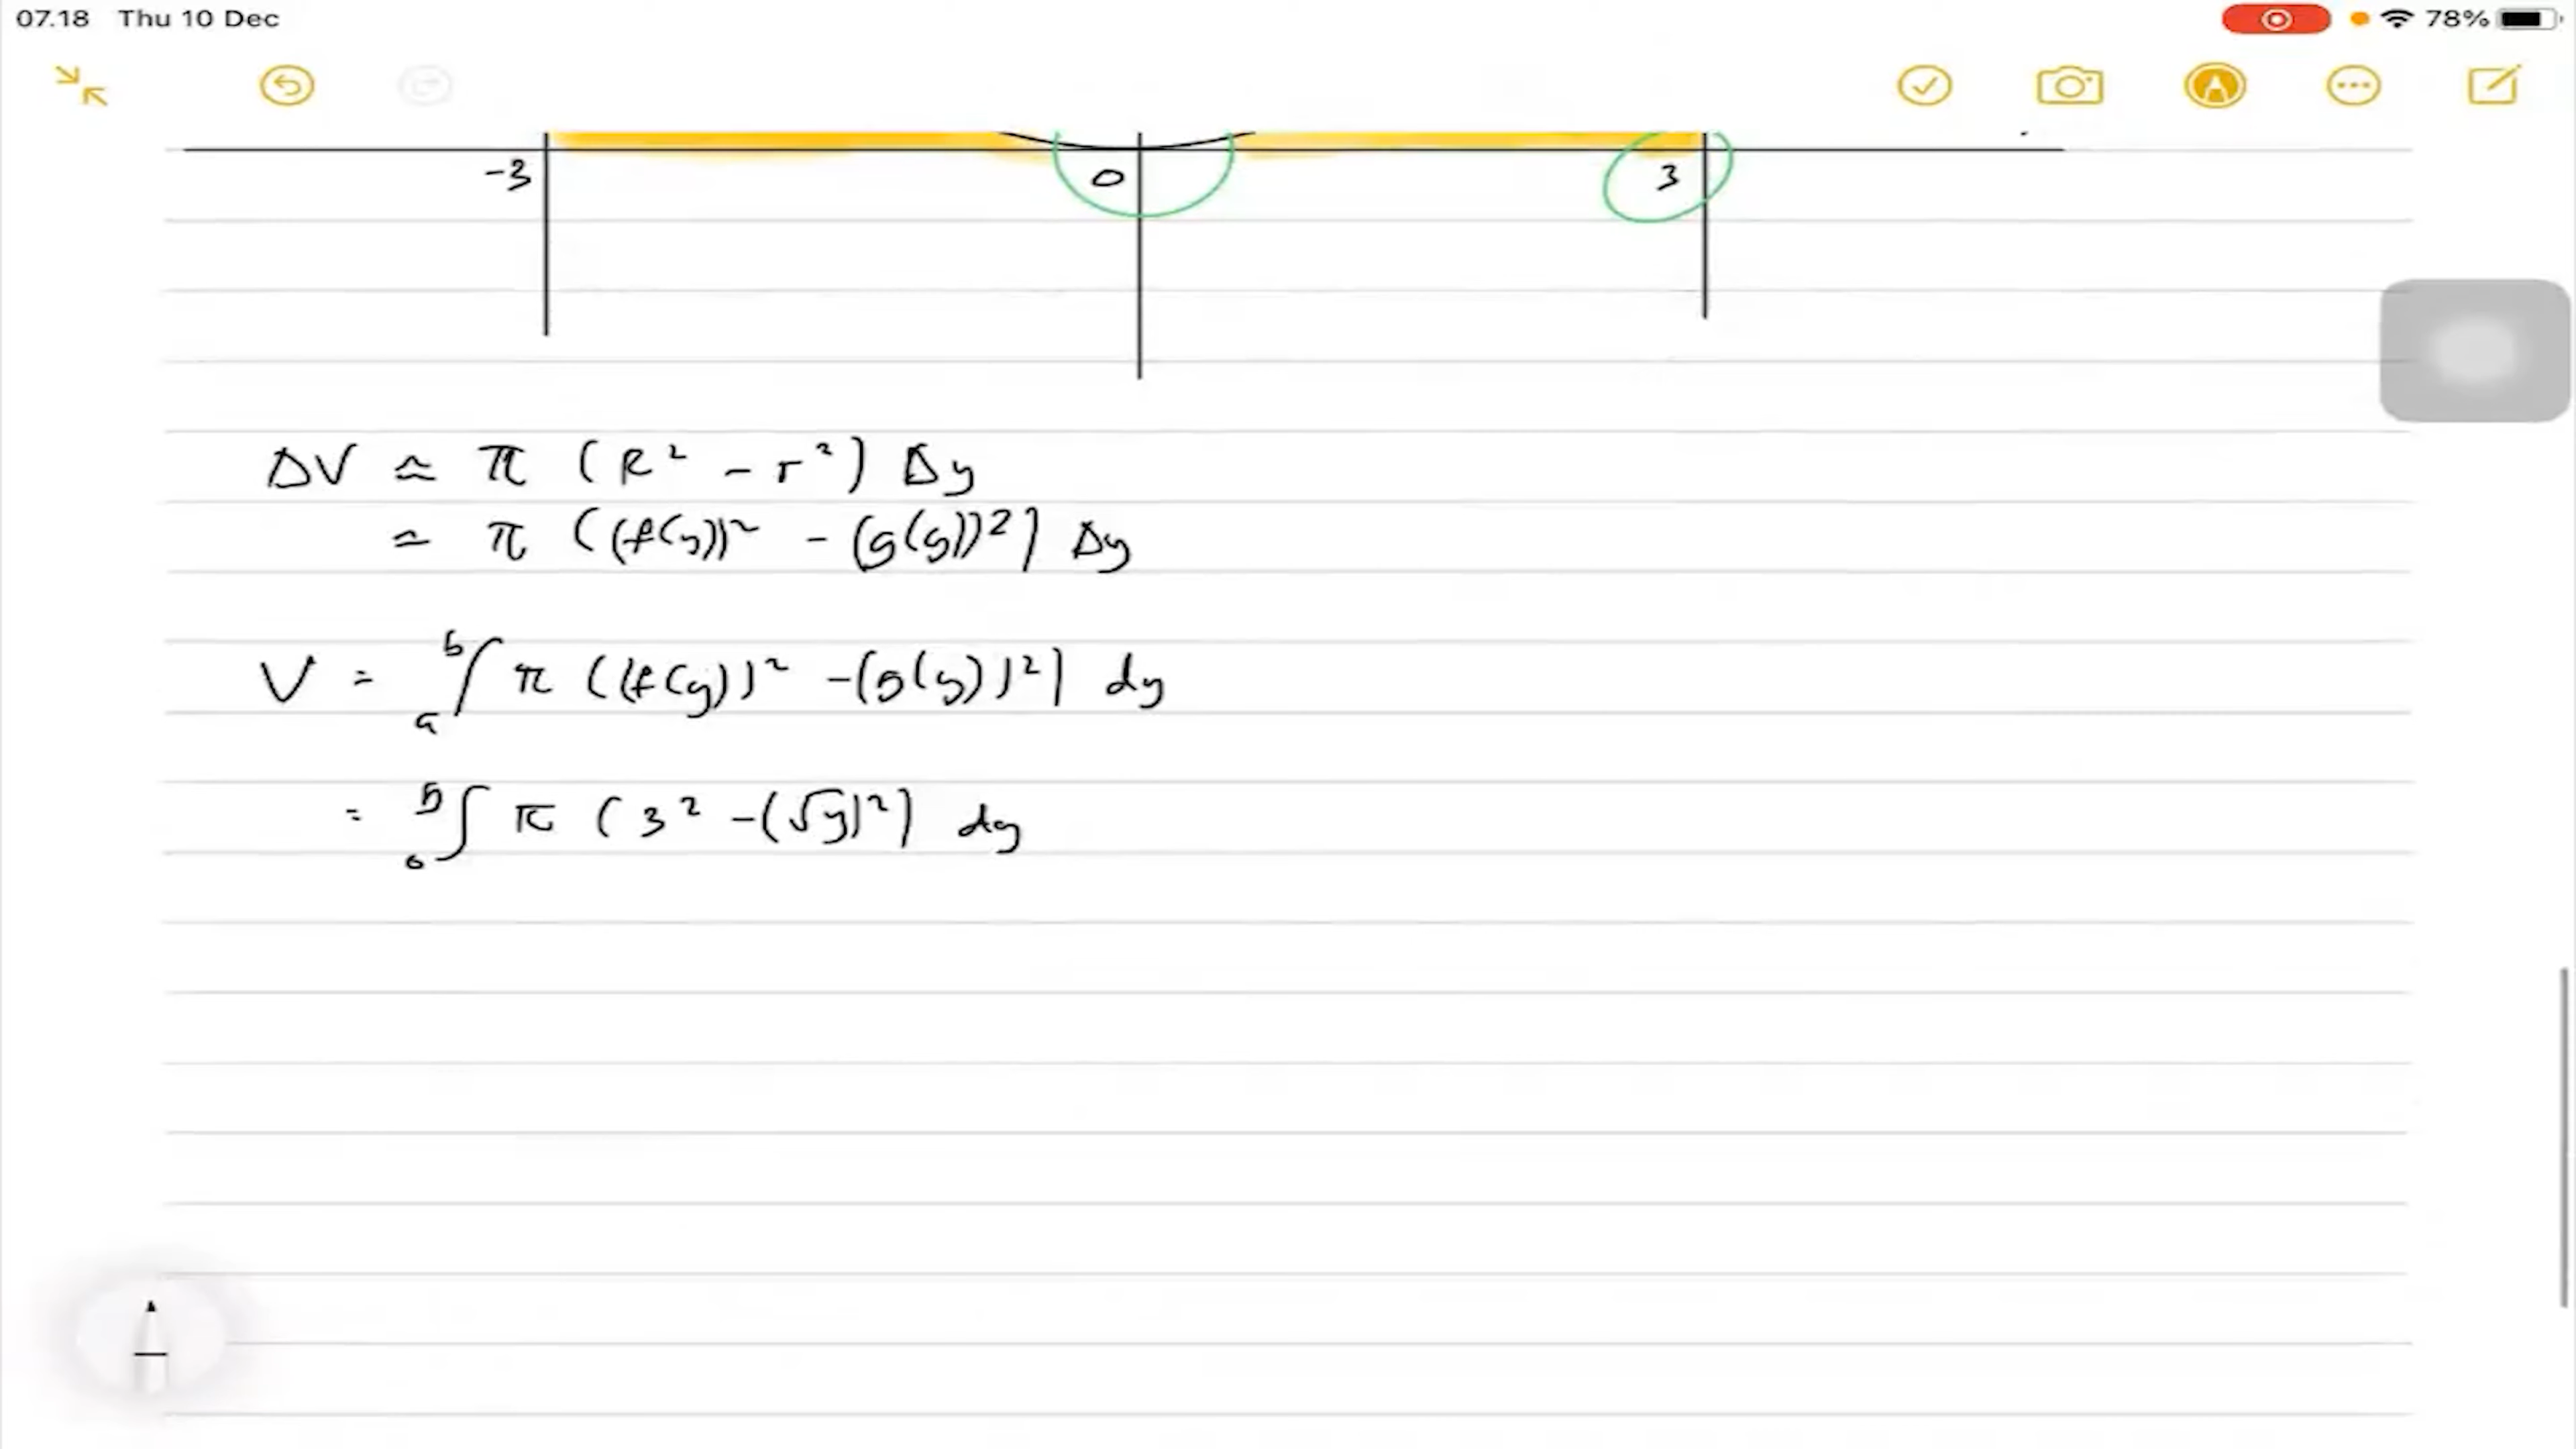 07.18 Thu 10 Dec 78%
-3 0 3
ΔV ≈ π (R² - r²) Δy
≈ π ((f(y))² - (g(y))²) Δy
V = ₐᵇ∫ π ((f(y))² - (g(y))²) dy
= ∫ π (3² - (√y)²) dy